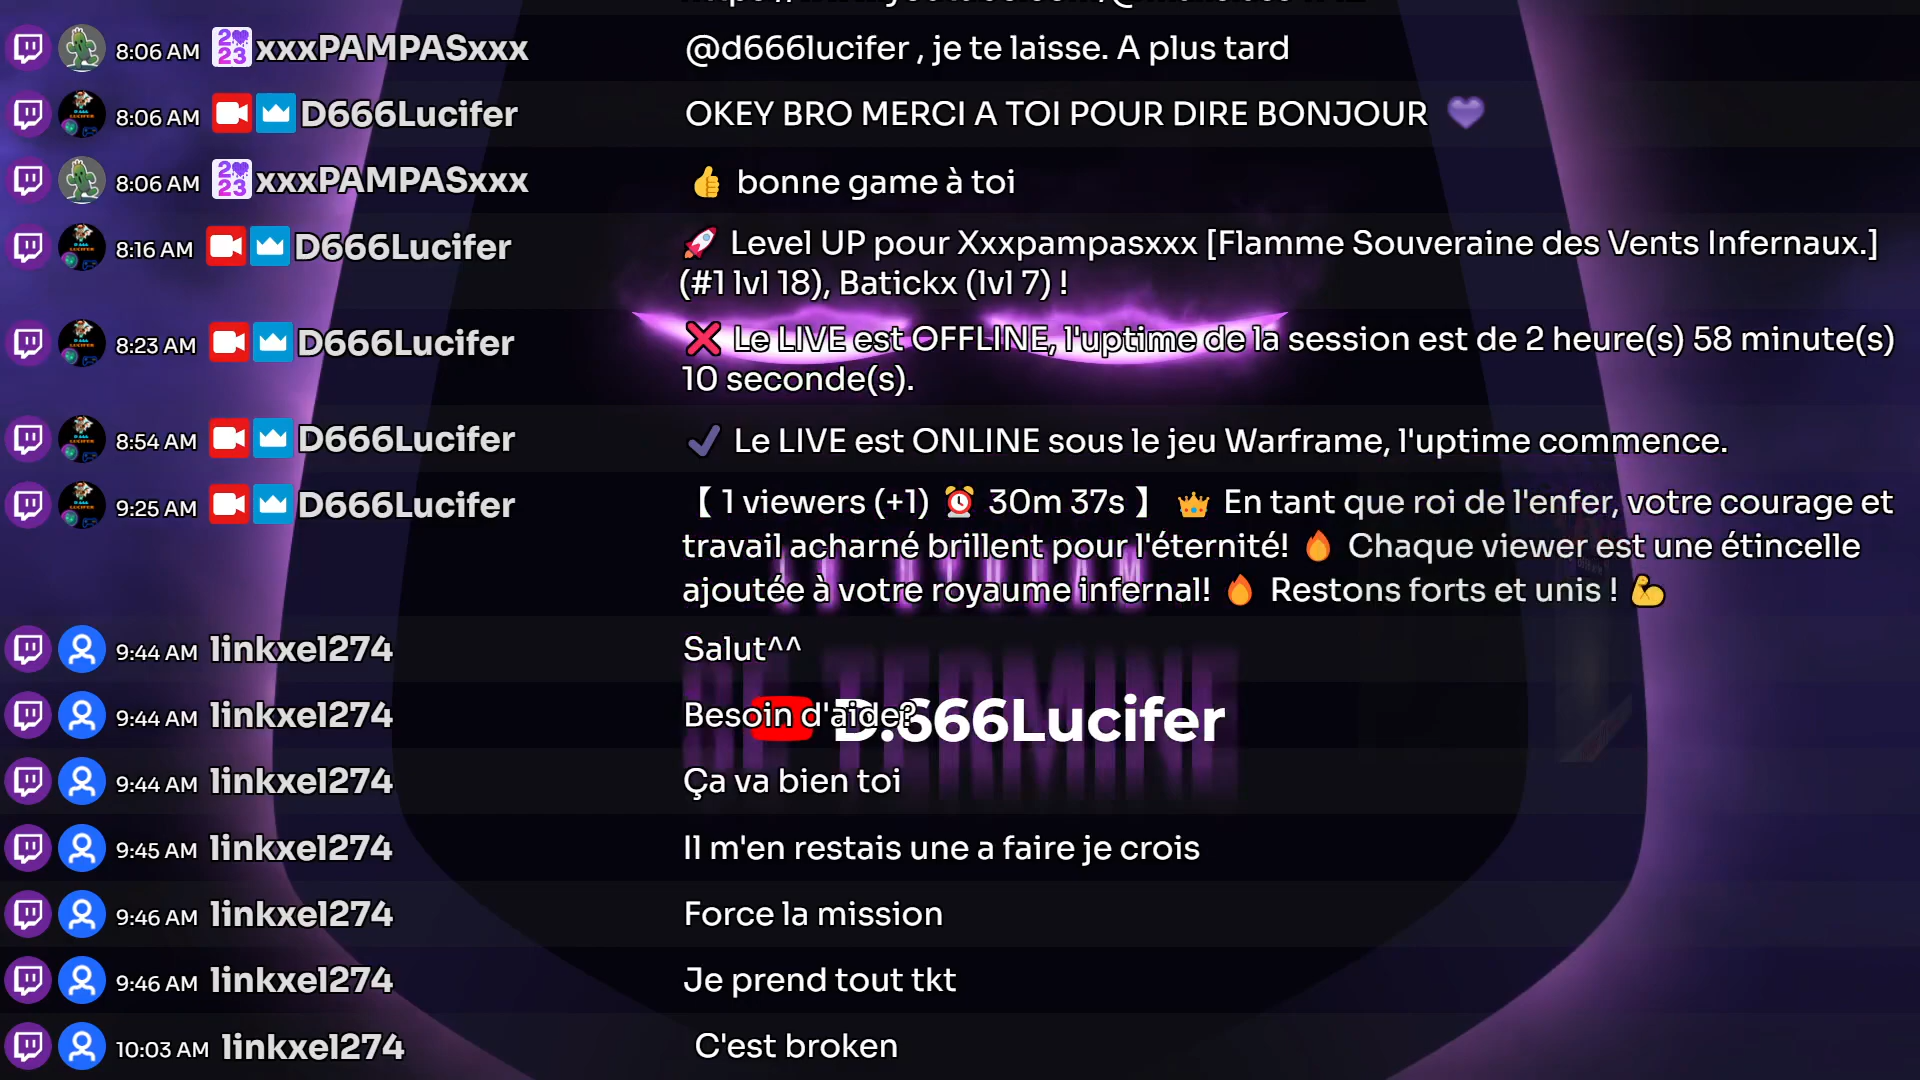 8:06 AM xxxPAMPASxxx @d666lucifer , je te laisse. A plus tard
8:06 AM D666Lucifer OKEY BRO MERCI A TOI POUR DIRE BONJOUR 💜
8:06 AM xxxPAMPASxxx 👍 bonne game à toi
8:16 AM D666Lucifer 🚀 Level UP pour Xxxpampasxxx [Flamme Souveraine des Vents Infernaux.]
(#1 lvl 18), Batickx (lvl 7) !
8:23 AM D666Lucifer ❌ Le LIVE est OFFLINE, l'uptime de la session est de 2 heure(s) 58 minute(s)
10 seconde(s).
8:54 AM D666Lucifer ✔ Le LIVE est ONLINE sous le jeu Warframe, l'uptime commence.
9:25 AM D666Lucifer 【 1 viewers (+1) ⏰ 30m 37s 】 👑 En tant que roi de l'enfer, votre courage et
travail acharné brillent pour l'éternité! 🔥 Chaque viewer est une étincelle
ajoutée à votre royaume infernal! 🔥 Restons forts et unis ! 💪
9:44 AM linkxel274 Salut^^
9:44 AM linkxel274 Besoin d'aide?
D.666Lucifer
9:44 AM linkxel274 Ça va bien toi
9:45 AM linkxel274 Il m'en restais une a faire je crois
9:46 AM linkxel274 Force la mission
9:46 AM linkxel274 Je prend tout tkt
10:03 AM linkxel274 C'est broken